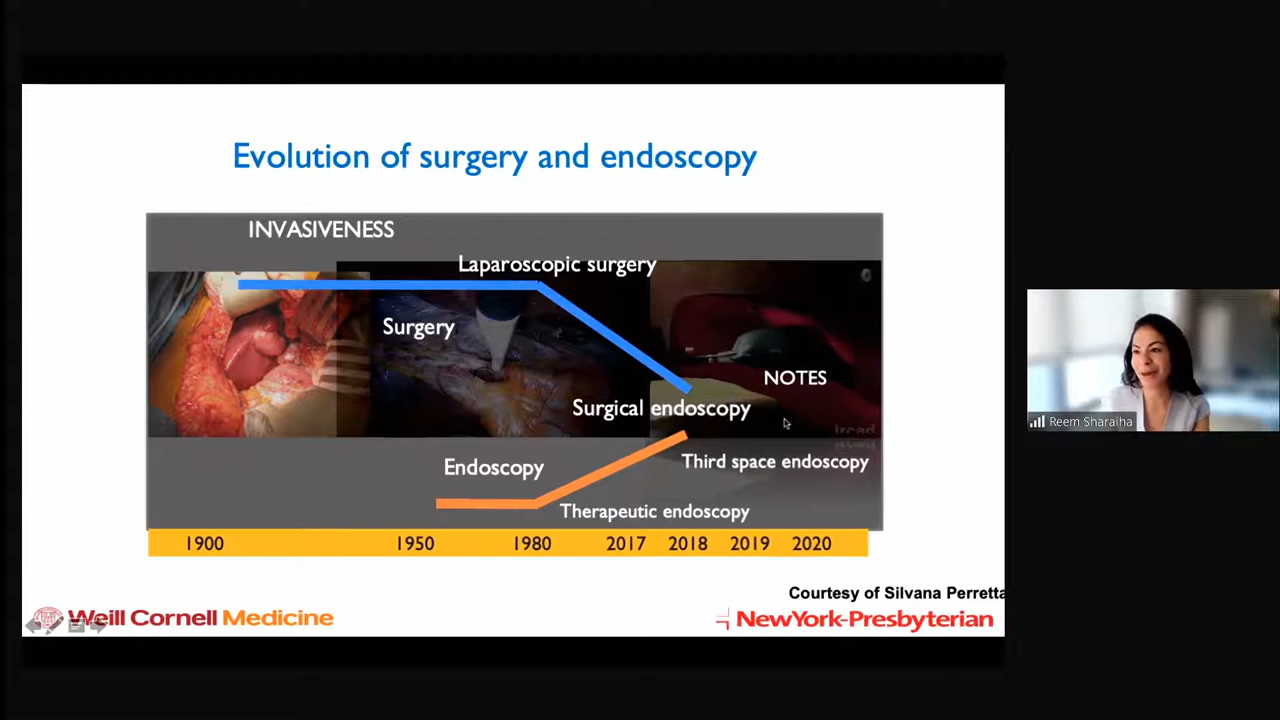 Evolution of surgery and endoscopy
INVASIVENESS
Laparoscopic surgery
Surgery
NOTES
Surgical endoscopy
Ircad
Endoscopy
Third space endoscopy
Therapeutic endoscopy
1900 1950 1980 2017 2018 2019 2020
Courtesy of Silvana Perretta
Weill Cornell Medicine
NewYork-Presbyterian
Reem Sharaiha